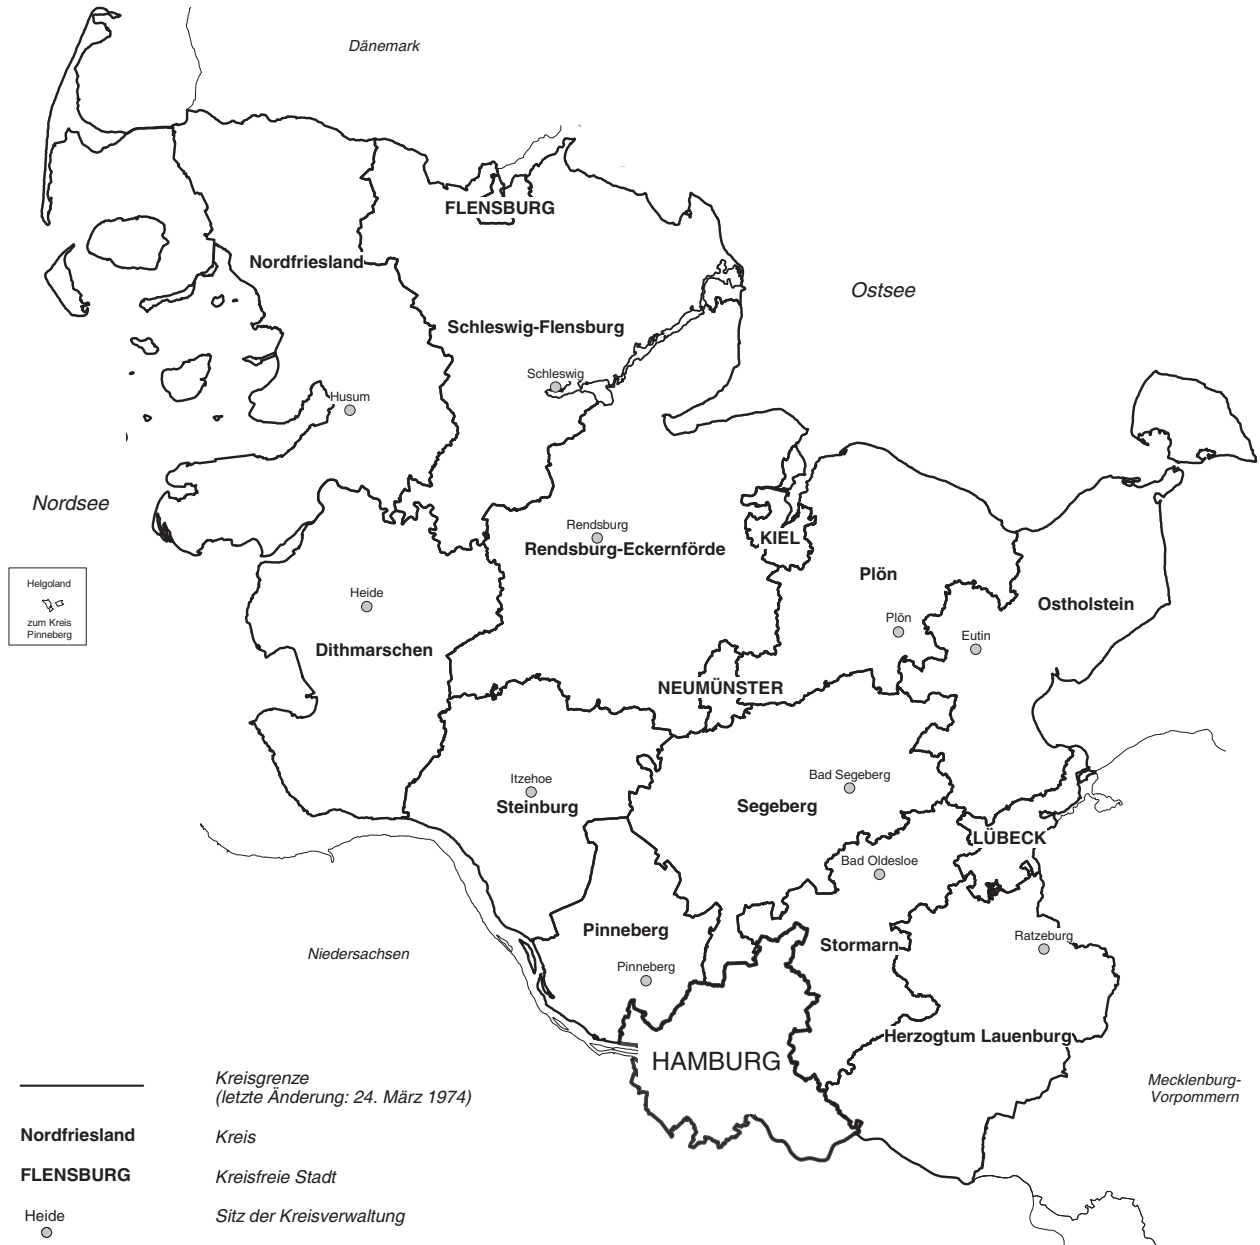 Dänemark
FLENSBURG
Nordfriesland
Ostsee
Schleswig-Flensburg
Schleswig
Husum
Nordsee
Rendsburg
Rendsburg-Eckernförde
KIEL
Plön
Helgoland
zum Kreis
Pinneberg
Heide
Dithmarschen
Plön
Ostholstein
Eutin
NEUMÜNSTER
Itzehoe
Steinburg
Bad Segeberg
Segeberg
LÜBECK
Bad Oldesloe
Pinneberg
Stormarn
Ratzeburg
Niedersachsen
Pinneberg
Herzogtum Lauenburg
HAMBURG
Mecklenburg-
Vorpommern
Kreisgrenze
(letzte Änderung: 24. März 1974)
Nordfriesland Kreis
FLENSBURG Kreisfreie Stadt
Heide Sitz der Kreisverwaltung